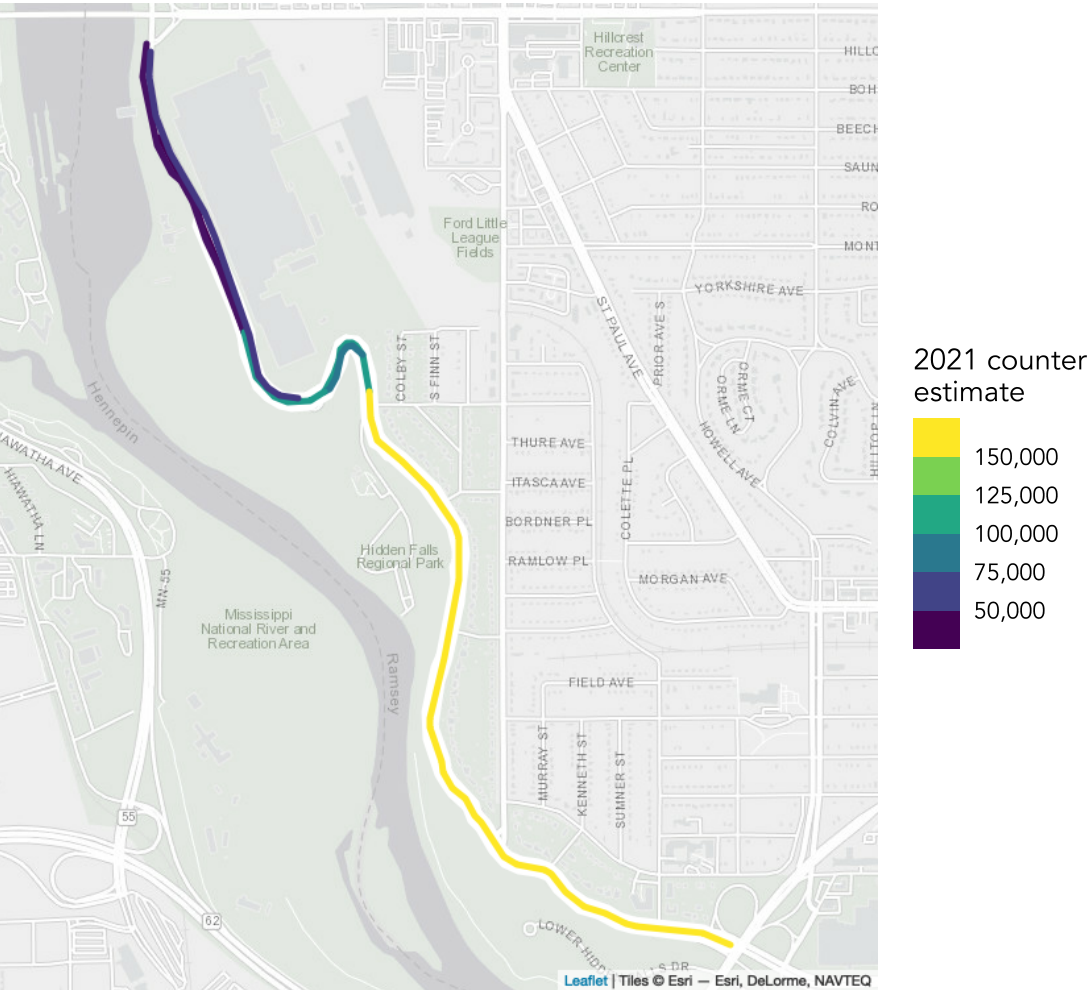 Hillcrest
Recreation
Center
HILLC
BOH
BEECH
SAUN
RO
MONT
Ford Little
League
Fields
YORKSHIRE AVE
ST PAUL AVE
PRIOR AVE S
COLBY ST
S FINN ST
ORME CT
ORME LN
COLVIN AVE
HILLTOP LN
HOWELL AVE
Hennepin
THURE AVE
ITASCA AVE
BORDNER PL
RAMLOW PL
COLETTE PL
MORGAN AVE
IAWATHA AVE
HIAWATHA LN
MN-55
Hidden Falls
Regional Park
Mississippi
National River and
Recreation Area
Ramsey
FIELD AVE
MURRAY ST
KENNETH ST
SUMNER ST
55
62
LOWER HIDD
LS DR
Leaflet | Tiles © Esri — Esri, DeLorme, NAVTEQ
2021 counter
estimate
150,000
125,000
100,000
75,000
50,000